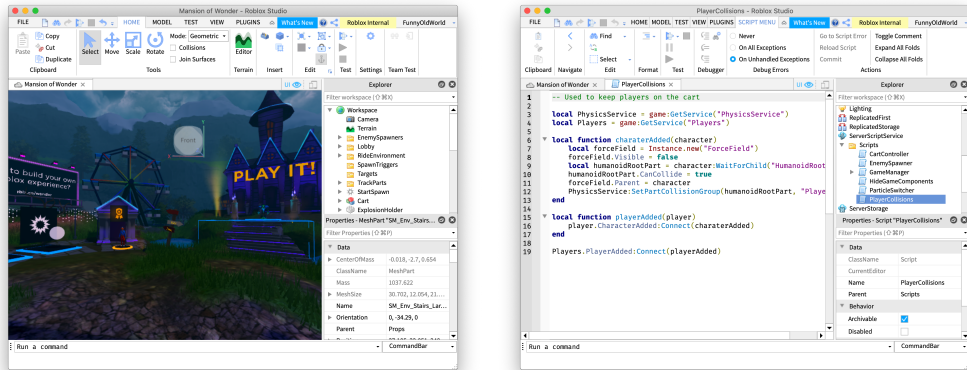 Mansion of Wonder - Roblox Studio
FILE HOME MODEL TEST VIEW PLUGINS What's New Roblox Internal FunnyOldWorld
Paste Copy Cut Duplicate Select Move Scale Rotate Mode: Geometric Collisions Join Surfaces Editor
Clipboard Tools Terrain Insert Edit Test Settings Team Test
Mansion of Wonder ×
UI
Front
to build your own
blox experience?
PLAY IT!
Explorer
Filter workspace (⇧⌘X)
Workspace
Camera
Terrain
EnemySpawners
Lobby
RideEnvironment
SpawnTriggers
Targets
TrackParts
StartSpawn
Cart
ExplosionHolder
Properties - MeshPart "SM_Env_Stairs...
Filter Properties (⇧⌘P)
Data
CenterOfMass -0.018, -2.7, 0.654
ClassName MeshPart
Mass 1037.622
MeshSize 30.702, 12.054, 21....
Name SM_Env_Stairs_Lar...
Orientation 0, -34.29, 0
Parent Props
Run a command
CommandBar
PlayerCollisions - Roblox Studio
FILE HOME MODEL TEST VIEW PLUGINS SCRIPT MENU What's New Roblox Internal FunnyOldWorld
Find Select Never On All Exceptions On Unhandled Exceptions Go to Script Error Reload Script Commit Toggle Comment Expand All Folds Collapse All Folds
Clipboard Navigate Edit Format Test Debugger Debug Errors Actions
Mansion of Wonder × PlayerCollisions ×
UI
1 -- Used to keep players on the cart
2
3 local PhysicsService = game:GetService("PhysicsService")
4 local Players = game:GetService("Players")
5
6 local function charaterAdded(character)
7 local forceField = Instance.new("ForceField")
8 forceField.Visible = false
9 local humanoidRootPart = character:WaitForChild("HumanoidRoot
10 humanoidRootPart.CanCollide = true
11 forceField.Parent = character
12 PhysicsService:SetPartCollisionGroup(humanoidRootPart, "Playe
13 end
14
15 local function playerAdded(player)
16 player.CharacterAdded:Connect(charaterAdded)
17 end
18
19 Players.PlayerAdded:Connect(playerAdded)
Explorer
Filter workspace (⇧⌘X)
Lighting
ReplicatedFirst
ReplicatedStorage
ServerScriptService
Scripts
CartController
EnemySpawner
GameManager
HideGameComponents
ParticleSwitcher
PlayerCollisions
ServerStorage
Properties - Script "PlayerCollisions"
Filter Properties (⇧⌘P)
Data
ClassName Script
CurrentEditor
Name PlayerCollisions
Parent Scripts
Behavior
Archivable
Disabled
Run a command
CommandBar